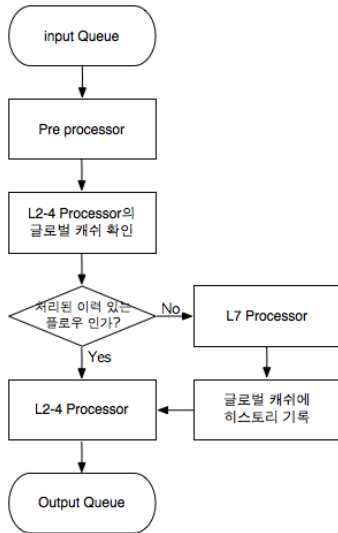 input Queue
Pre processor
L2-4 Processor의
글로벌 캐쉬 확인
처리된 이력 있는
플로우 인가?
No
L7 Processor
Yes
L2-4 Processor
글로벌 캐쉬에
히스토리 기록
Output Queue